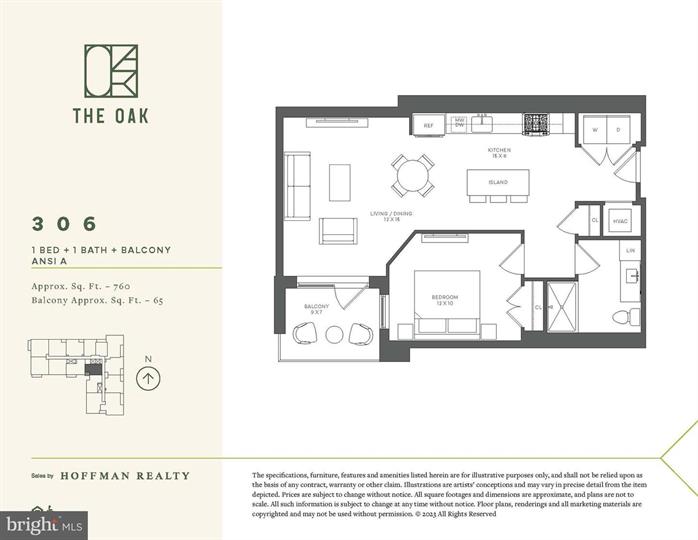 THE OAK
306
1 BED + 1 BATH + BALCONY
ANSI A
Approx. Sq. Ft. – 760
Balcony Approx. Sq. Ft. – 65
N
REF
MW
DW
W D
KITCHEN
15 X 8
ISLAND
LIVING / DINING
12 X 15
CL
HVAC
LIN
BALCONY
9 X 7
BEDROOM
12 X 10
CL
Sales by HOFFMAN REALTY
The specifications, furniture, features and amenities listed herein are for illustrative purposes only, and shall not be relied upon as
the basis of any contract, warranty or other claim. Illustrations are artists' conceptions and may vary in precise detail from the item
depicted. Prices are subject to change without notice. All square footages and dimensions are approximate, and plans are not to
scale. All such information is subject to change at any time without notice. Floor plans, renderings and all marketing materials are
copyrighted and may not be used without permission. © 2023 All Rights Reserved
bright MLS